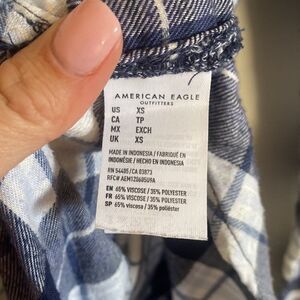 AMERICAN EAGLE
OUTFITTERS
US XS
CA TP
MX EXCH
UK XS
MADE IN INDONESIA / FABRIQUÉ EN
INDONÉSIE / HECHO EN INDONESIA
RN 54485/CA 03873
RFC# AEM1220605U9A
EN 65% VISCOSE / 35% POLYESTER
FR 65% VISCOSE / 35% POLYESTER
SP 65% viscosa / 35% poliéster